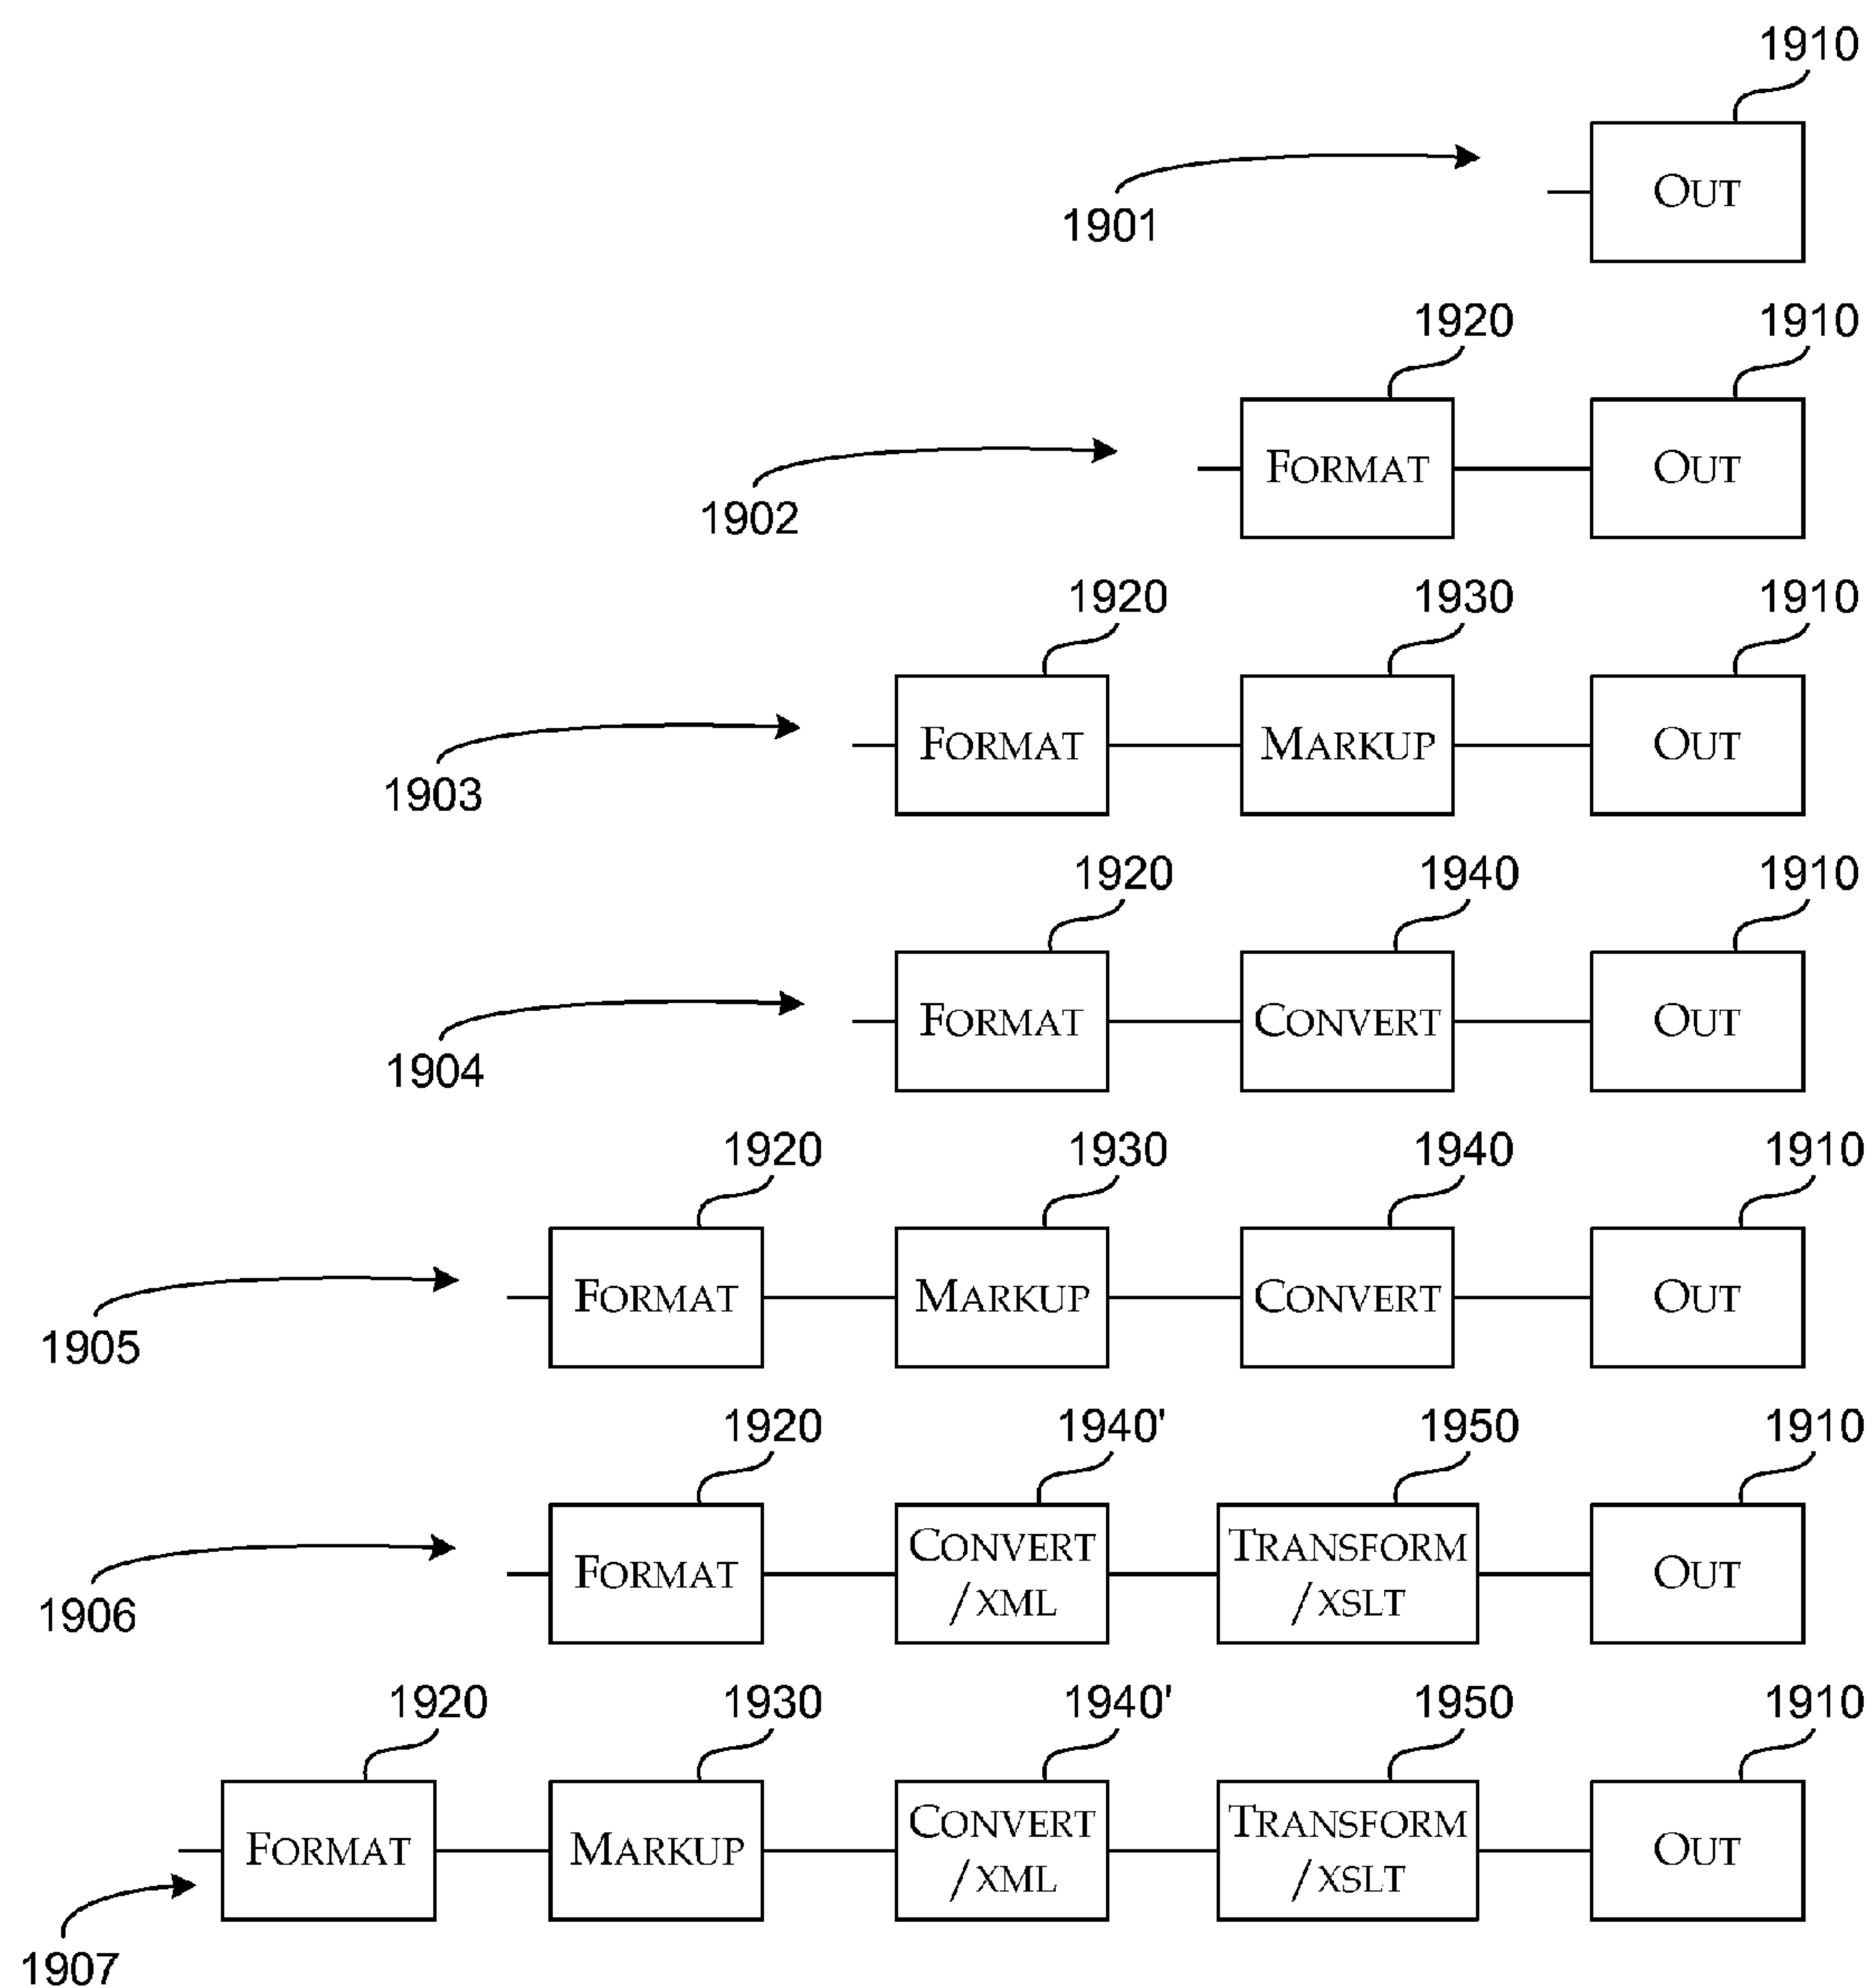 1910
OUT
1901
1920 1910
FORMAT OUT
1902
1920 1930 1910
FORMAT MARKUP OUT
1903
1920 1940 1910
FORMAT CONVERT OUT
1904
1920 1930 1940 1910
FORMAT MARKUP CONVERT OUT
1905
1920 1940' 1950 1910
FORMAT CONVERT /XML TRANSFORM /XSLT OUT
1906
1920 1930 1940' 1950 1910
FORMAT MARKUP CONVERT /XML TRANSFORM /XSLT OUT
1907